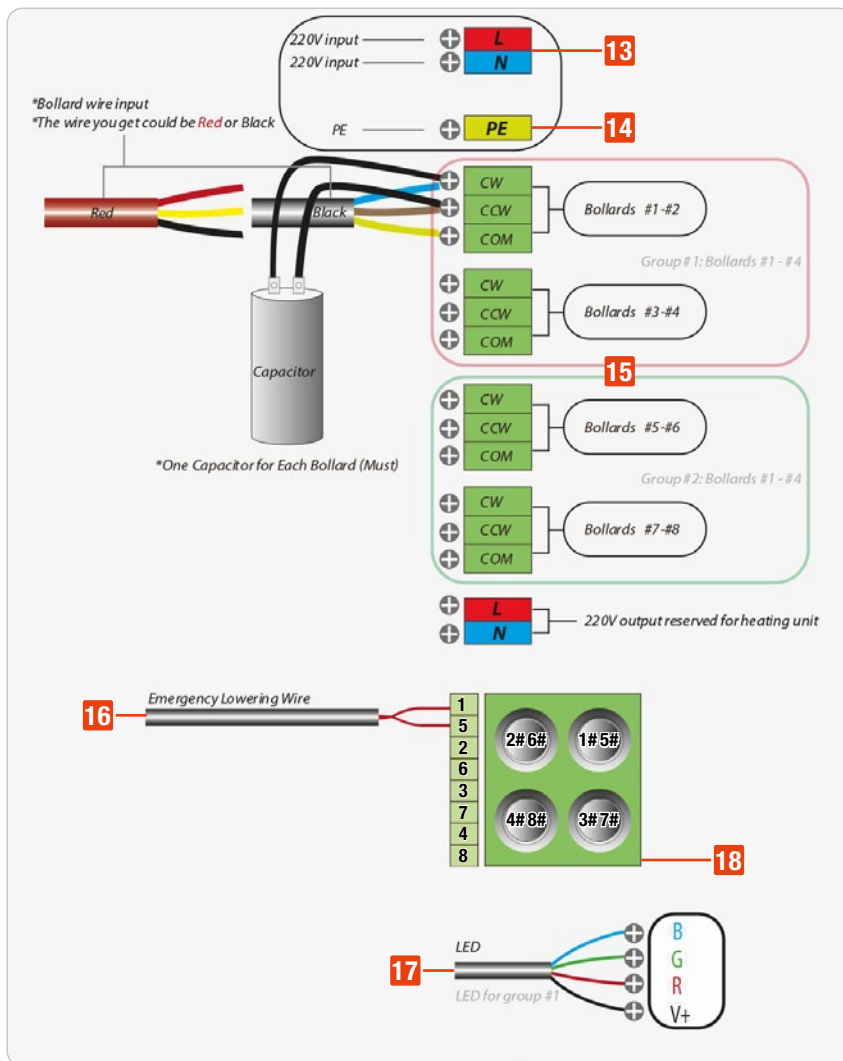 220V input L
13
220V input N
*Bollard wire input
*The wire you get could be Red or Black
PE PE
14
Red
Black
CW
CCW
COM
Bollards #1-#2
Group #1: Bollards #1 - #4
CW
CCW
COM
Bollards #3-#4
Capacitor
*One Capacitor for Each Bollard (Must)
15
CW
CCW
COM
Bollards #5-#6
Group #2: Bollards #1 - #4
CW
CCW
COM
Bollards #7-#8
L
N
220V output reserved for heating unit
16
Emergency Lowering Wire
1
5
2
6
3
7
4
8
2# 6# 1# 5#
4# 8# 3# 7#
18
17
LED
LED for group #1
B
G
R
V+